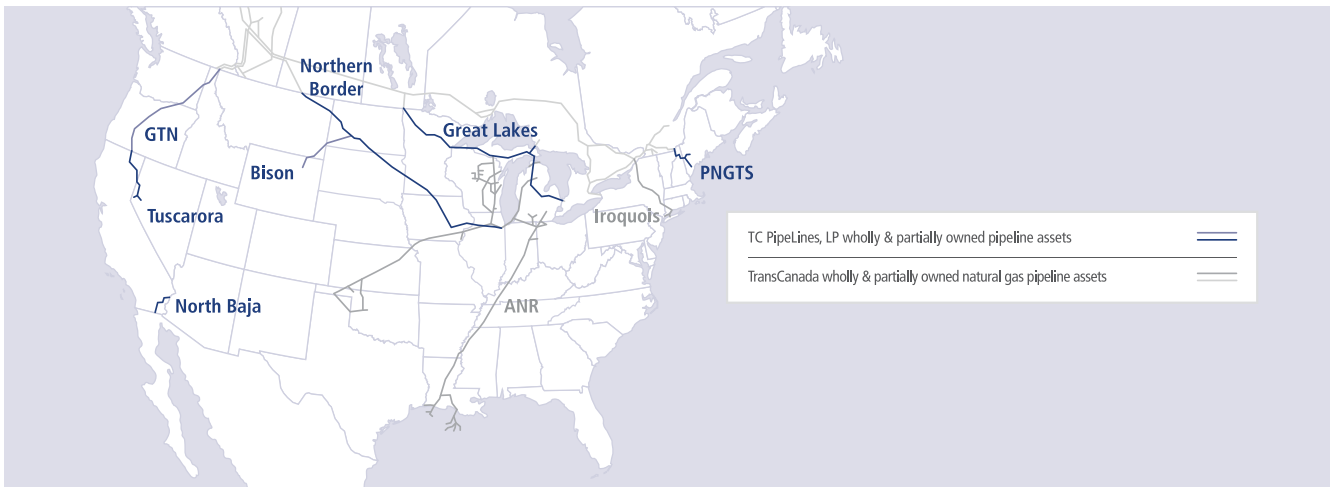 Northern
Border
GTN
Great Lakes
Bison
PNGTS
Tuscarora
Iroquois
North Baja
ANR
TC PipeLines, LP wholly & partially owned pipeline assets
TransCanada wholly & partially owned natural gas pipeline assets